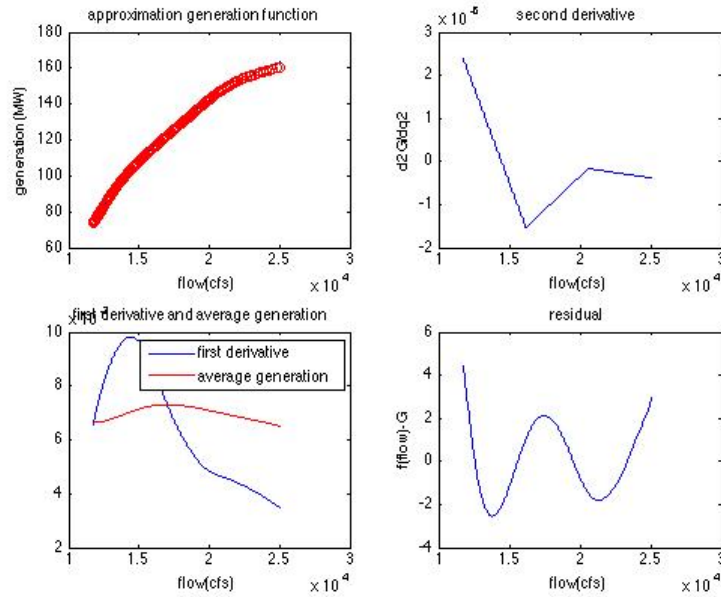 approximation generation function
180
160
140
120
100
80
60
generation (MW)
1 1.5 2 2.5 3
flow(cfs)
x 10^4
second derivative
x 10
3
2
1
0
-1
-2
d2G/dq2
1 1.5 2 2.5 3
flow(cfs)
x 10^4
first derivative and average generation
x 10
10
8
6
4
2
first derivative
average generation
1 1.5 2 2.5 3
flow(cfs)
x 10^4
residual
6
4
2
0
-2
-4
f(flow)-G
1 1.5 2 2.5 3
flow(cfs)
x 10^4